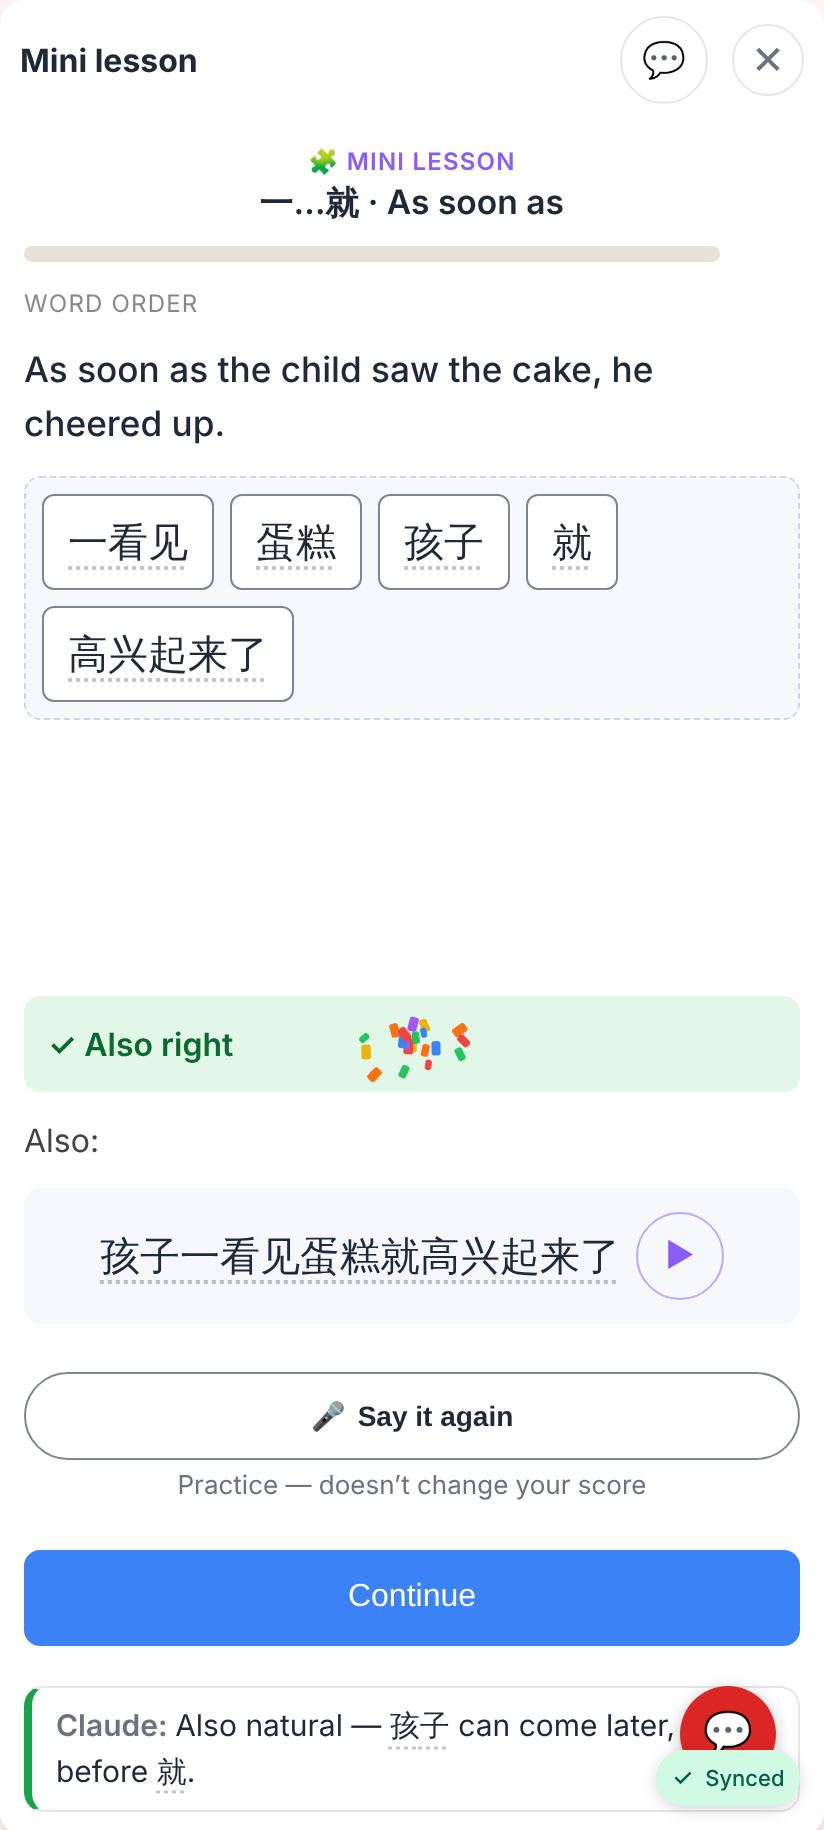 Mini lesson
MINI LESSON
一...就 · As soon as
WORD ORDER
As soon as the child saw the cake, he
cheered up.
一看见 蛋糕 孩子 就
高兴起来了
✓ Also right
Also:
孩子一看见蛋糕就高兴起来了
Say it again
Practice — doesn’t change your score
Continue
Claude: Also natural — 孩子 can come later,
before 就.
✓ Synced